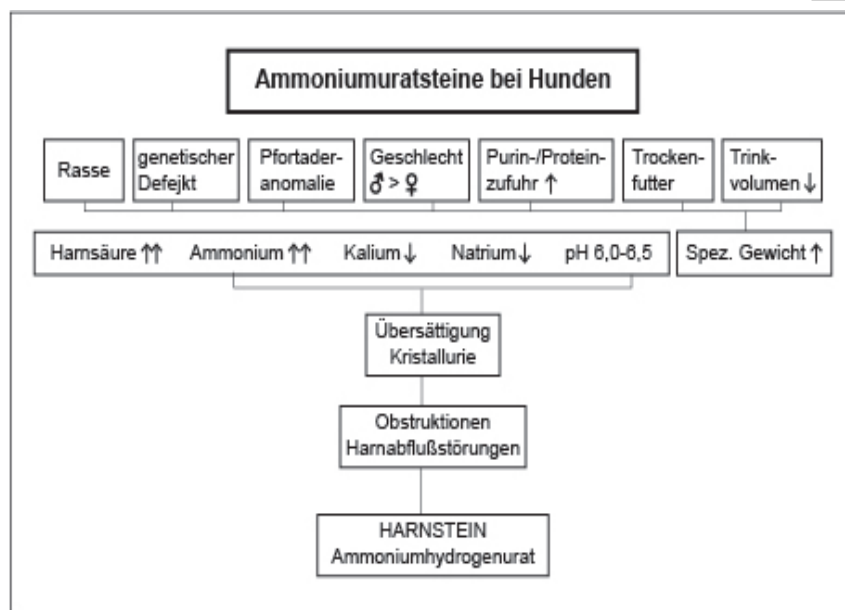 Ammoniumuratsteine bei Hunden
Rasse
genetischer
Defejkt
Pfortader-
anomalie
Geschlecht
♂ > ♀
Purin-/Protein-
zufuhr ↑
Trocken-
futter
Trink-
volumen ↓
Harnsäure ↑↑ Ammonium ↑↑ Kalium ↓ Natrium ↓ pH 6,0-6,5
Spez. Gewicht ↑
Übersättigung
Kristallurie
Obstruktionen
Harnabflußstörungen
HARNSTEIN
Ammoniumhydrogenurat